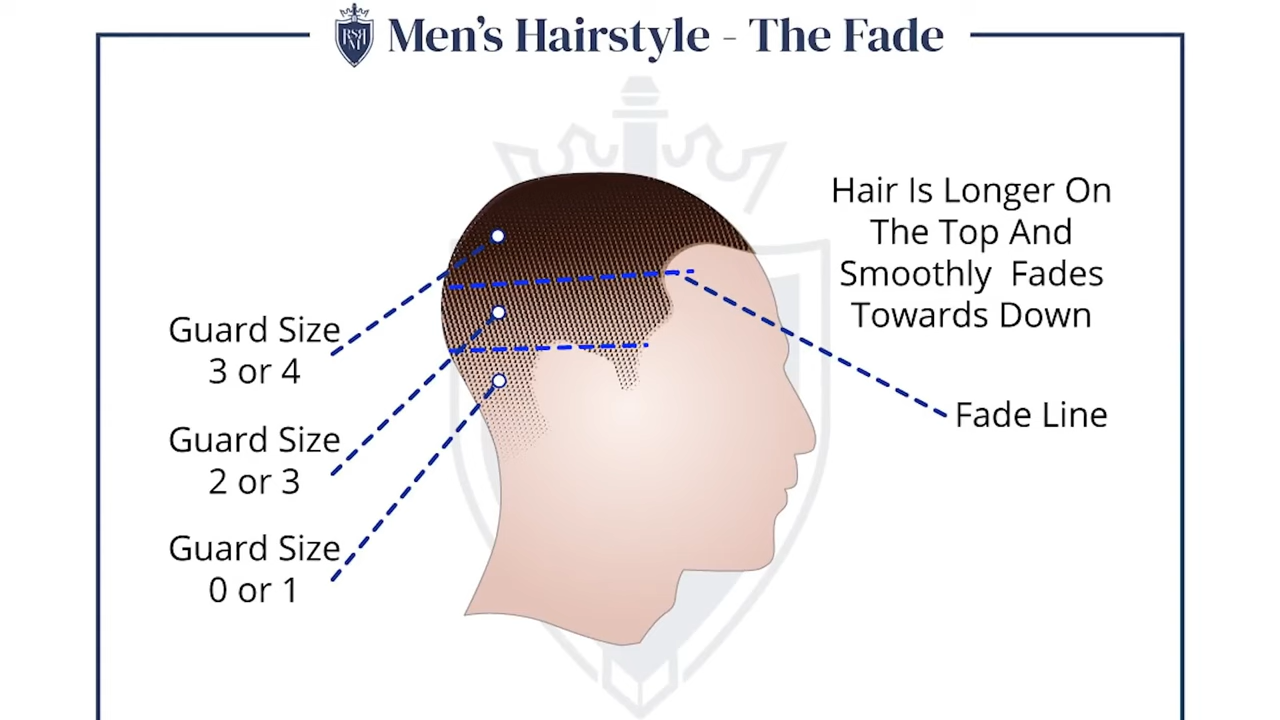 Men's Hairstyle - The Fade
Hair Is Longer On
The Top And
Smoothly Fades
Towards Down
Guard Size
3 or 4
Fade Line
Guard Size
2 or 3
Guard Size
0 or 1